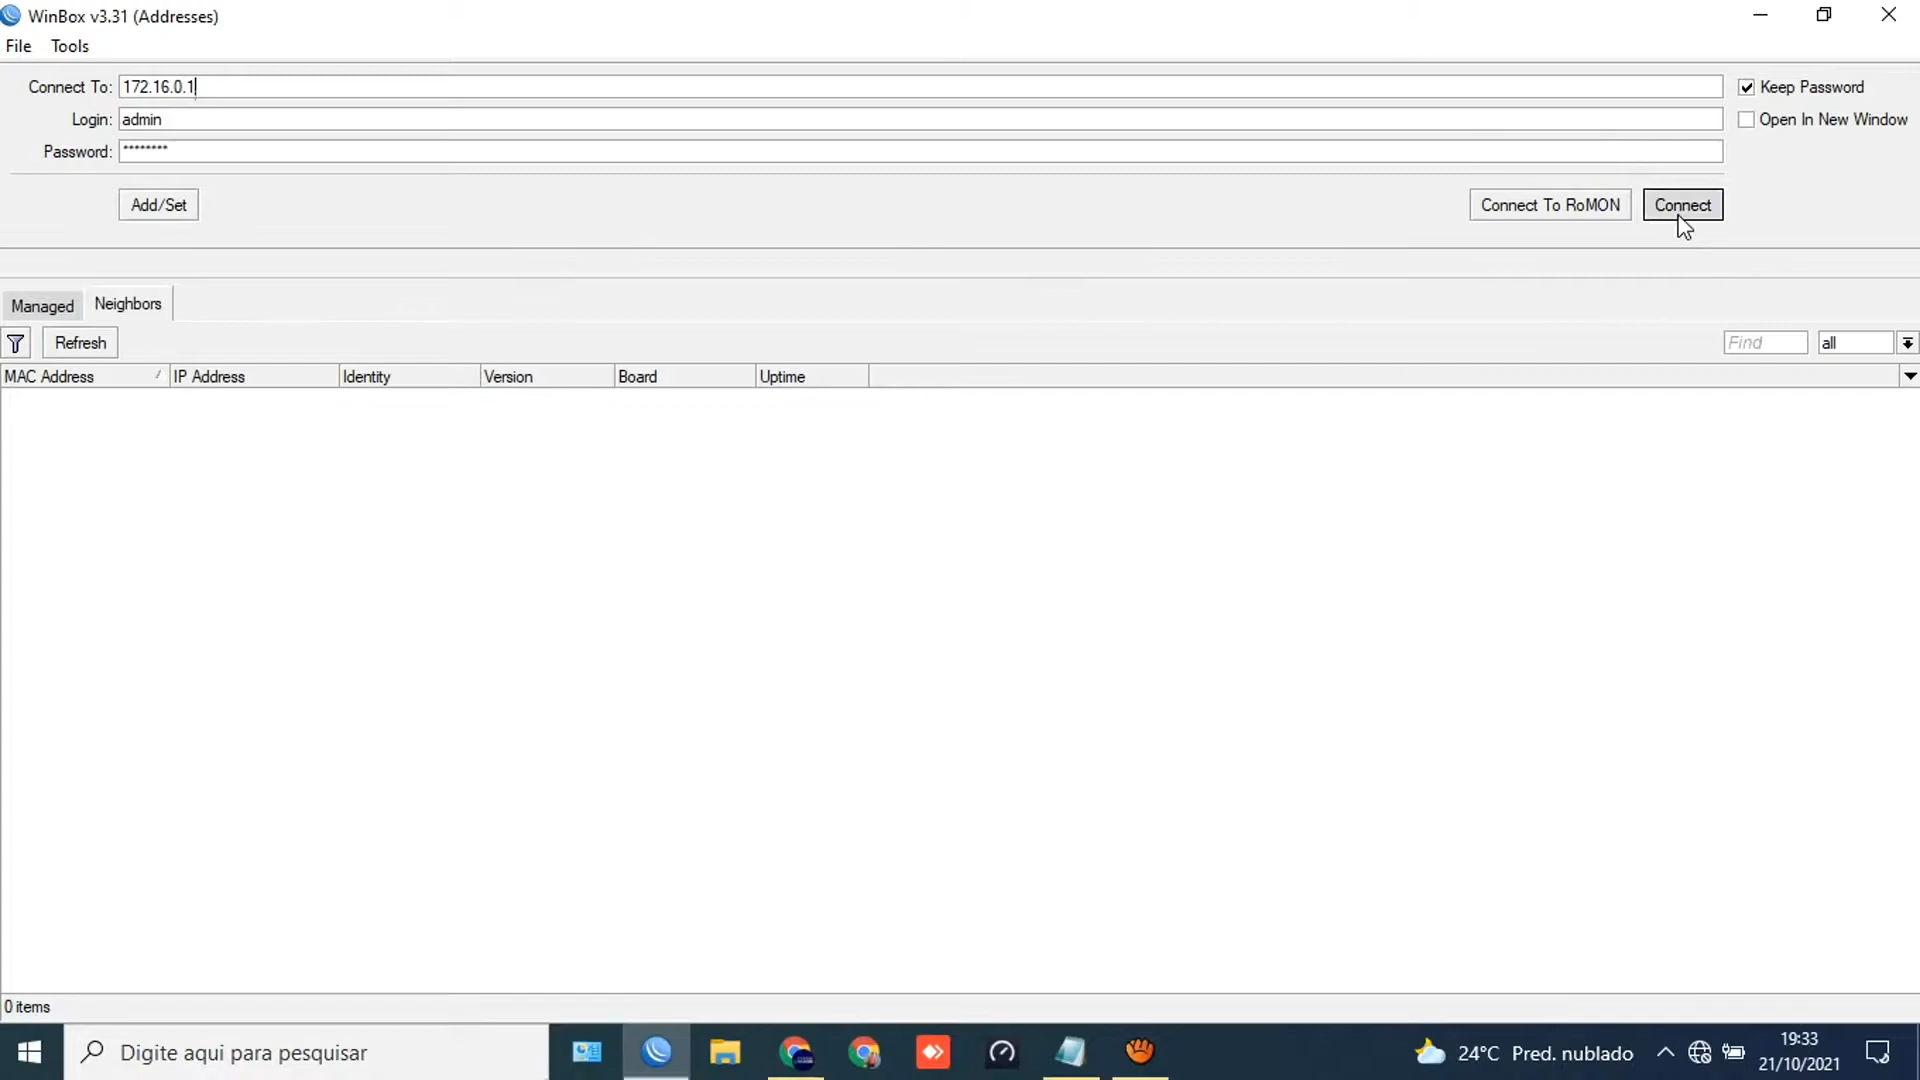 WinBox v3.31 (Addresses)
File Tools
Connect To: 172.16.0.1
Keep Password
Login: admin
Open In New Window
Password: ********
Add/Set
Connect To RoMON
Connect
Managed
Neighbors
Refresh
Find
all
MAC Address IP Address Identity Version Board Uptime
0 items
Digite aqui para pesquisar
24°C Pred. nublado
19:33
21/10/2021